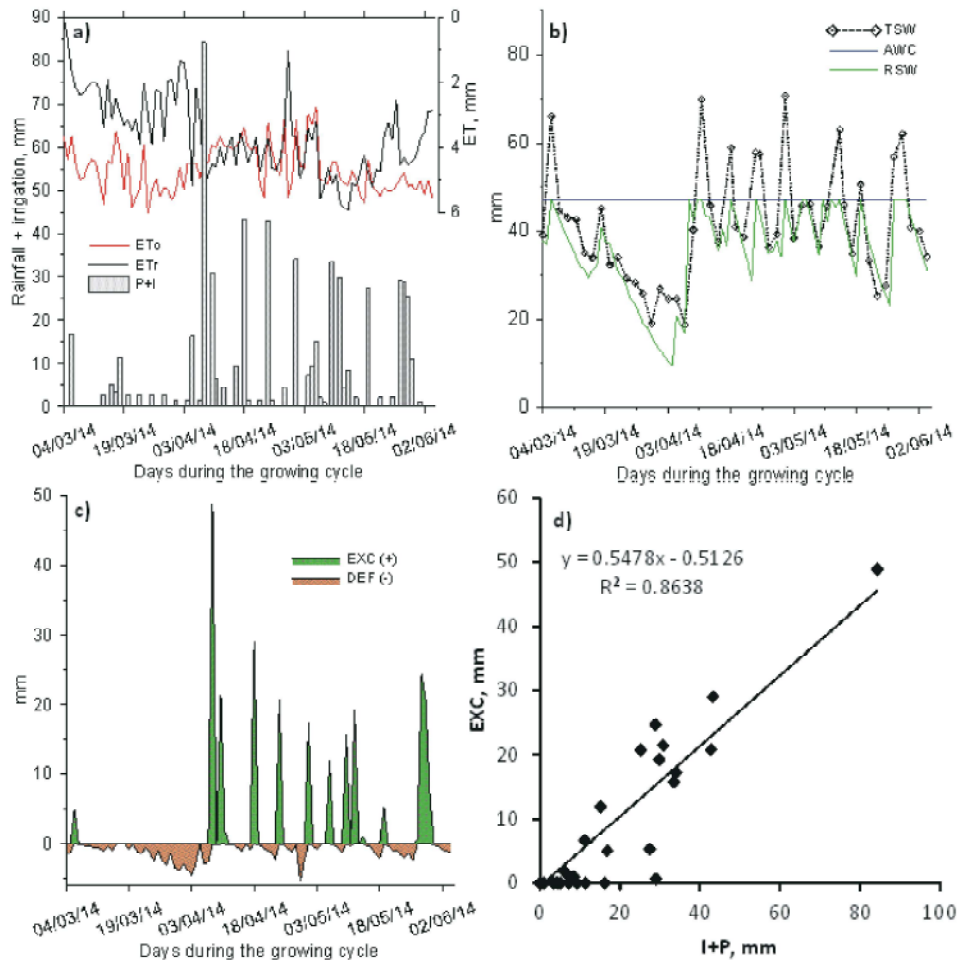 a)
90
80
70
60
50
40
30
20
10
0
Rainfall + irrigation, mm
0
2
4
6
ET, mm
ETo
ETr
P+I
04/03/14
19/03/14
03/04/14
18/04/14
03/05/14
18/05/14
02/06/14
Days during the growing cycle
b)
TSW
AWC
RSW
80
60
40
20
0
mm
04/03/14
19/03/14
03/04/14
18/04/14
03/05/14
18/05/14
02/06/14
Days during the growing cycle
c)
50
40
30
20
10
0
mm
EXC (+)
DEF (-)
04/03/14
19/03/14
03/04/14
18/04/14
03/05/14
18/05/14
02/06/14
Days during the growing cycle
d)
y = 0.5478x - 0.5126
R² = 0.8638
60
50
40
30
20
10
0
EXC, mm
0 20 40 60 80 100
I+P, mm